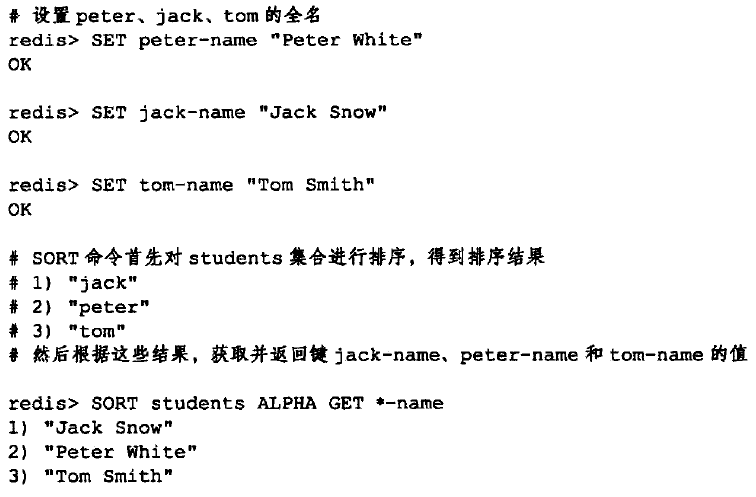 # 设置 peter、jack、tom 的全名
redis> SET peter-name "Peter White"
OK
redis> SET jack-name "Jack Snow"
OK
redis> SET tom-name "Tom Smith"
OK
# SORT 命令首先对 students 集合进行排序，得到排序结果
# 1) "jack"
# 2) "peter"
# 3) "tom"
# 然后根据这些结果，获取并返回键 jack-name、peter-name 和 tom-name 的值
redis> SORT students ALPHA GET *-name
1) "Jack Snow"
2) "Peter White"
3) "Tom Smith"